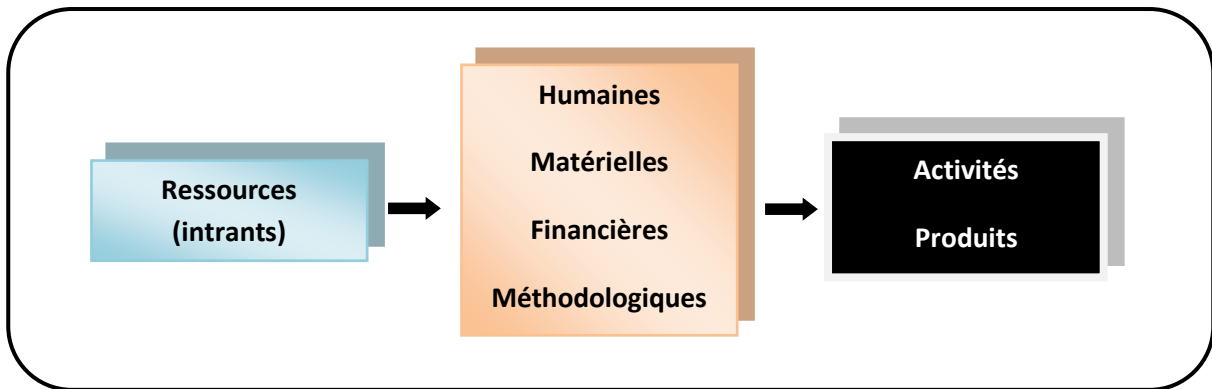 Ressources
(intrants)
Humaines
Matérielles
Financières
Méthodologiques
Activités
Produits